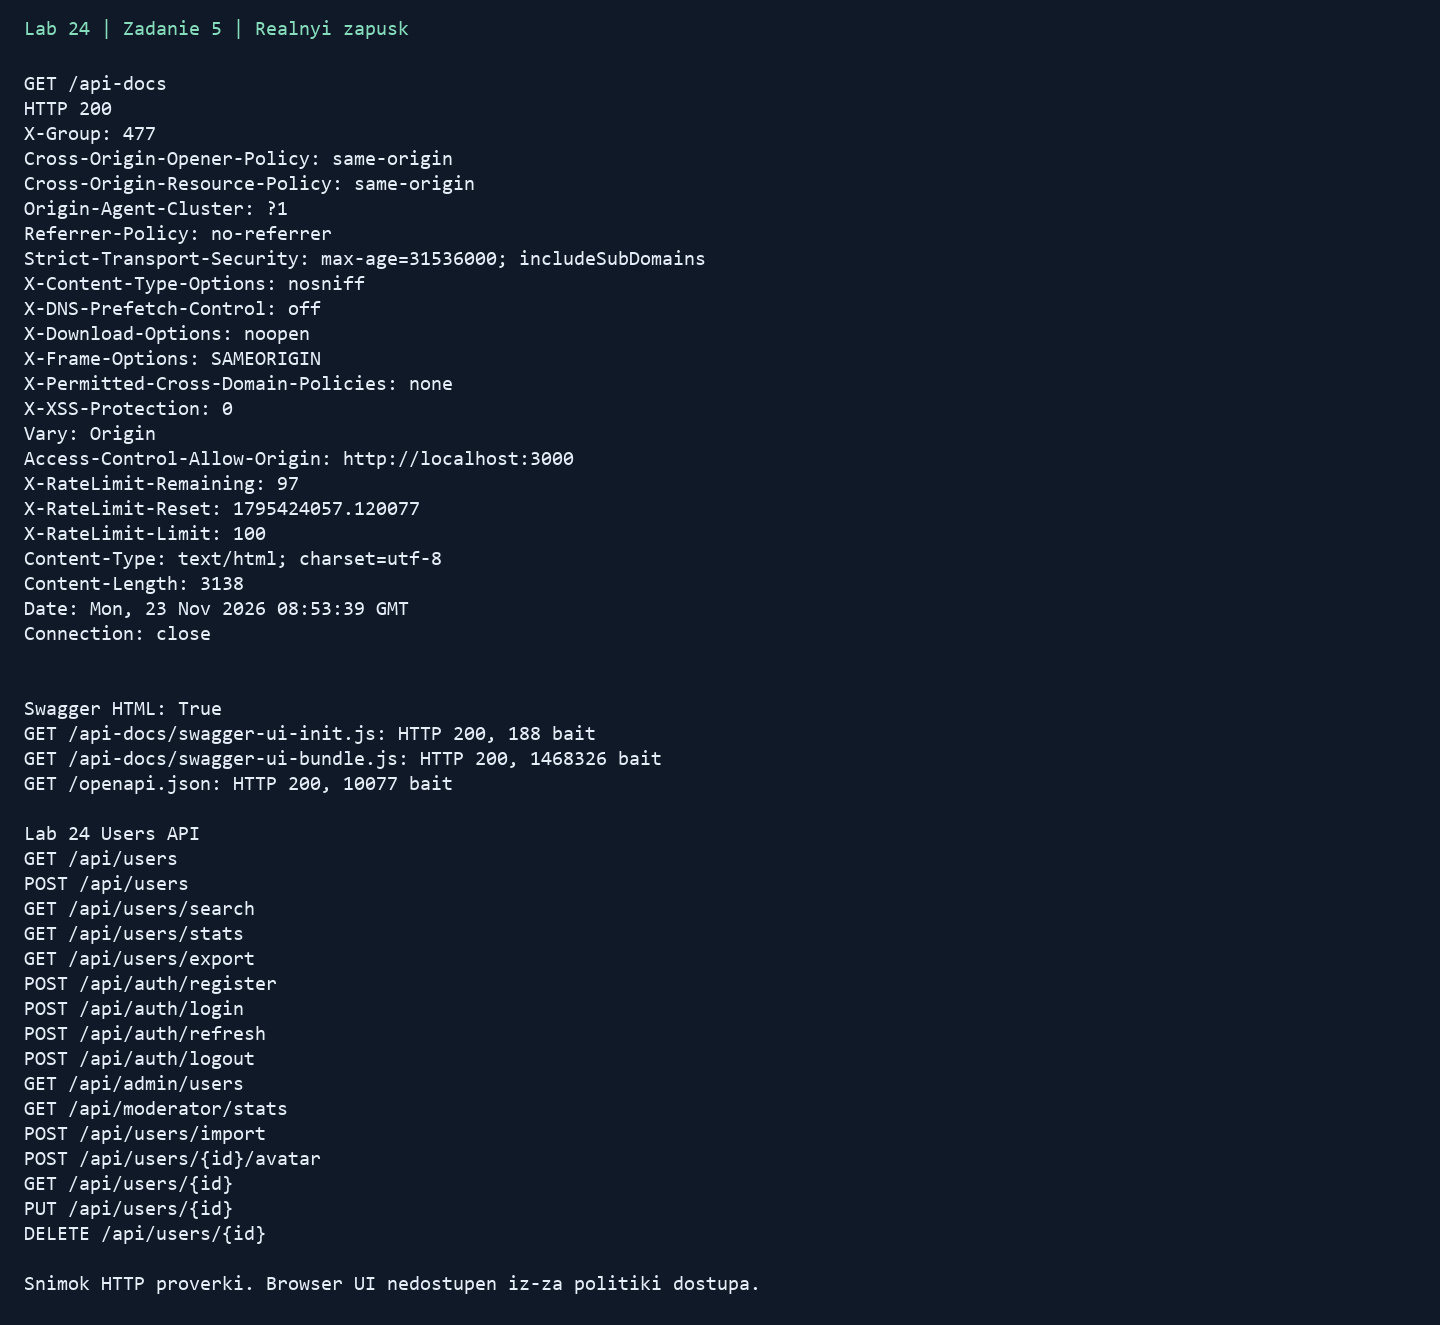 Lab 24 | Zadanie 5 | Realnyi zapusk
GET /api-docs
HTTP 200
X-Group: 477
Cross-Origin-Opener-Policy: same-origin
Cross-Origin-Resource-Policy: same-origin
Origin-Agent-Cluster: ?1
Referrer-Policy: no-referrer
Strict-Transport-Security: max-age=31536000; includeSubDomains
X-Content-Type-Options: nosniff
X-DNS-Prefetch-Control: off
X-Download-Options: noopen
X-Frame-Options: SAMEORIGIN
X-Permitted-Cross-Domain-Policies: none
X-XSS-Protection: 0
Vary: Origin
Access-Control-Allow-Origin: http://localhost:3000
X-RateLimit-Remaining: 97
X-RateLimit-Reset: 1795424057.120077
X-RateLimit-Limit: 100
Content-Type: text/html; charset=utf-8
Content-Length: 3138
Date: Mon, 23 Nov 2026 08:53:39 GMT
Connection: close
Swagger HTML: True
GET /api-docs/swagger-ui-init.js: HTTP 200, 188 bait
GET /api-docs/swagger-ui-bundle.js: HTTP 200, 1468326 bait
GET /openapi.json: HTTP 200, 10077 bait
Lab 24 Users API
GET /api/users
POST /api/users
GET /api/users/search
GET /api/users/stats
GET /api/users/export
POST /api/auth/register
POST /api/auth/login
POST /api/auth/refresh
POST /api/auth/logout
GET /api/admin/users
GET /api/moderator/stats
POST /api/users/import
POST /api/users/{id}/avatar
GET /api/users/{id}
PUT /api/users/{id}
DELETE /api/users/{id}
Snimok HTTP proverki. Browser UI nedostupen iz-za politiki dostupa.